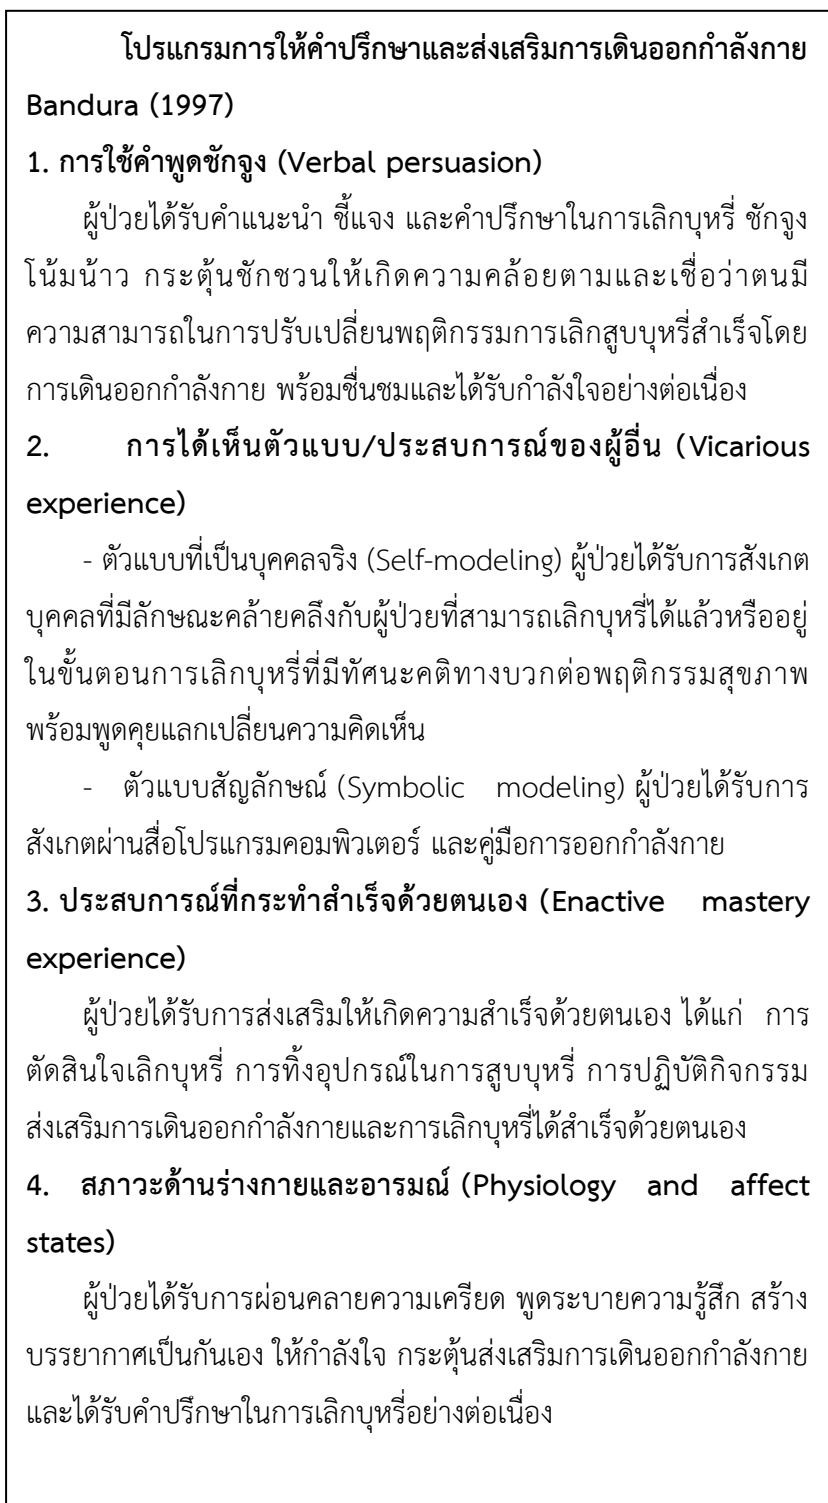 โปรแกรมการให้คำปรึกษาและส่งเสริมการเดินออกกำลังกาย
Bandura (1997)
1. การใช้คำพูดชักจูง (Verbal persuasion)
ผู้ป่วยได้รับคำแนะนำ ชี้แจง และคำปรึกษาในการเลิกบุหรี่ ชักจูง
โน้มน้าว กระตุ้นชักชวนให้เกิดความคล้อยตามและเชื่อว่าตนมี
ความสามารถในการปรับเปลี่ยนพฤติกรรมการเลิกสูบบุหรี่สำเร็จโดย
การเดินออกกำลังกาย พร้อมชื่นชมและได้รับกำลังใจอย่างต่อเนื่อง
2. การได้เห็นตัวแบบ/ประสบการณ์ของผู้อื่น (Vicarious
experience)
- ตัวแบบที่เป็นบุคคลจริง (Self-modeling) ผู้ป่วยได้รับการสังเกต
บุคคลที่มีลักษณะคล้ายคลึงกับผู้ป่วยที่สามารถเลิกบุหรี่ได้แล้วหรืออยู่
ในขั้นตอนการเลิกบุหรี่ที่มีทัศนะคติทางบวกต่อพฤติกรรมสุขภาพ
พร้อมพูดคุยแลกเปลี่ยนความคิดเห็น
- ตัวแบบสัญลักษณ์ (Symbolic modeling) ผู้ป่วยได้รับการ
สังเกตผ่านสื่อโปรแกรมคอมพิวเตอร์ และคู่มือการออกกำลังกาย
3. ประสบการณ์ที่กระทำสำเร็จด้วยตนเอง (Enactive mastery
experience)
ผู้ป่วยได้รับการส่งเสริมให้เกิดความสำเร็จด้วยตนเอง ได้แก่ การ
ตัดสินใจเลิกบุหรี่ การทิ้งอุปกรณ์ในการสูบบุหรี่ การปฏิบัติกิจกรรม
ส่งเสริมการเดินออกกำลังกายและการเลิกบุหรี่ได้สำเร็จด้วยตนเอง
4. สภาวะด้านร่างกายและอารมณ์ (Physiology and affect
states)
ผู้ป่วยได้รับการผ่อนคลายความเครียด พูดระบายความรู้สึก สร้าง
บรรยากาศเป็นกันเอง ให้กำลังใจ กระตุ้นส่งเสริมการเดินออกกำลังกาย
และได้รับคำปรึกษาในการเลิกบุหรี่อย่างต่อเนื่อง